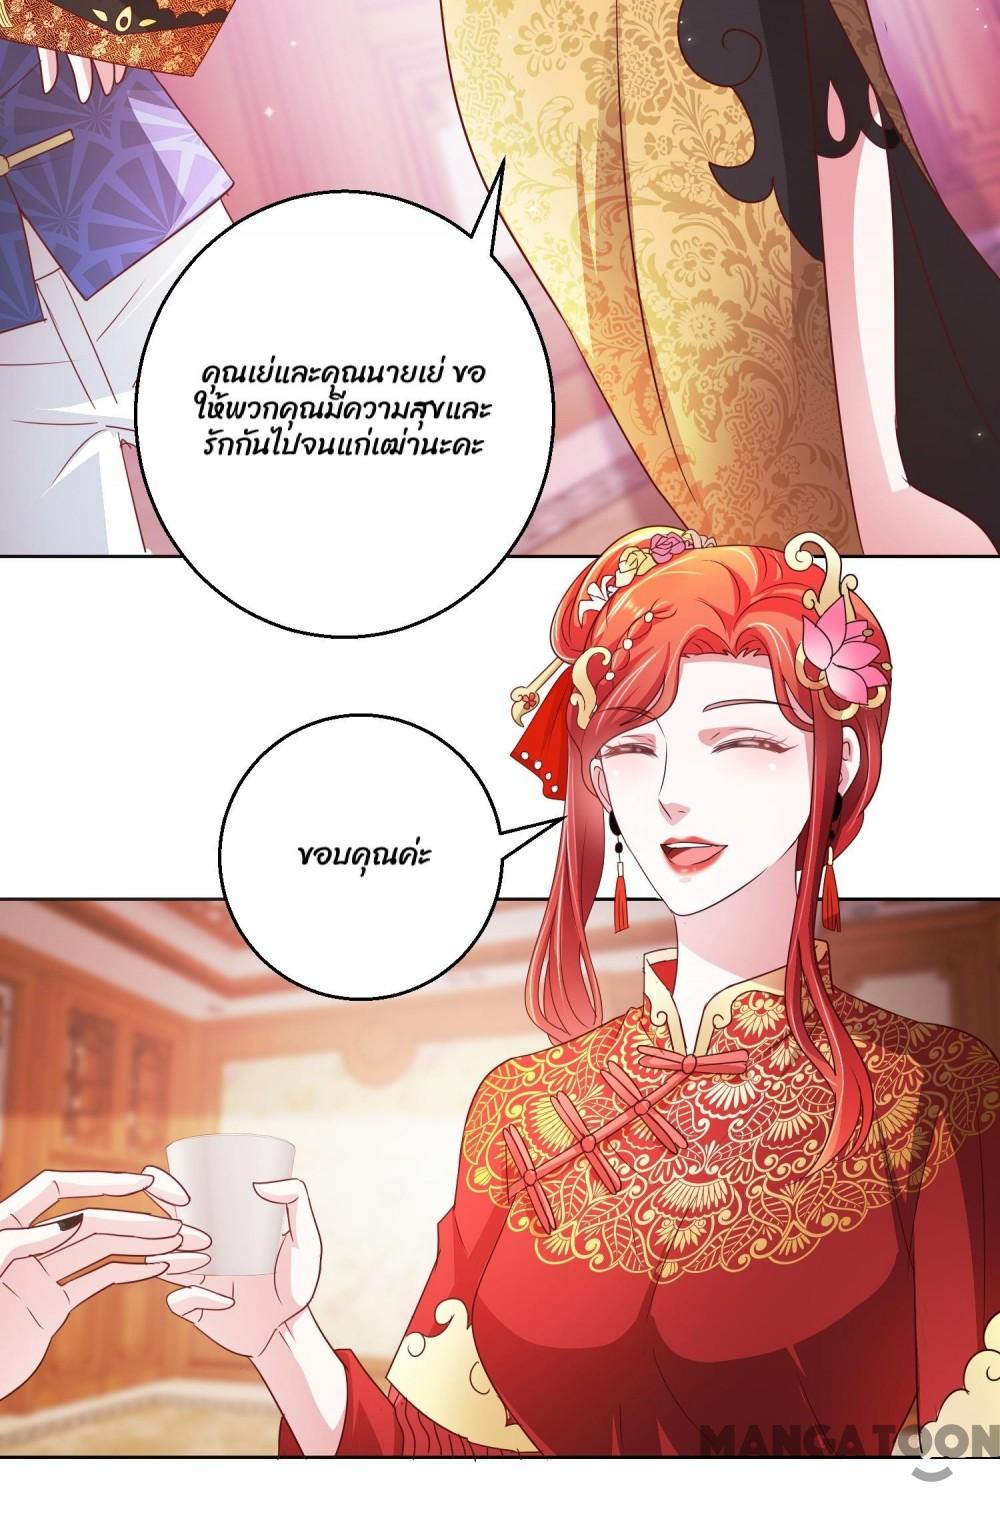 คุณเย่และคุณนายเย่ ขอ
ให้พวกคุณมีความสุขและ
รักกันไปจนแก่เฒ่านะคะ
ขอบคุณค่ะ
MANGATOON